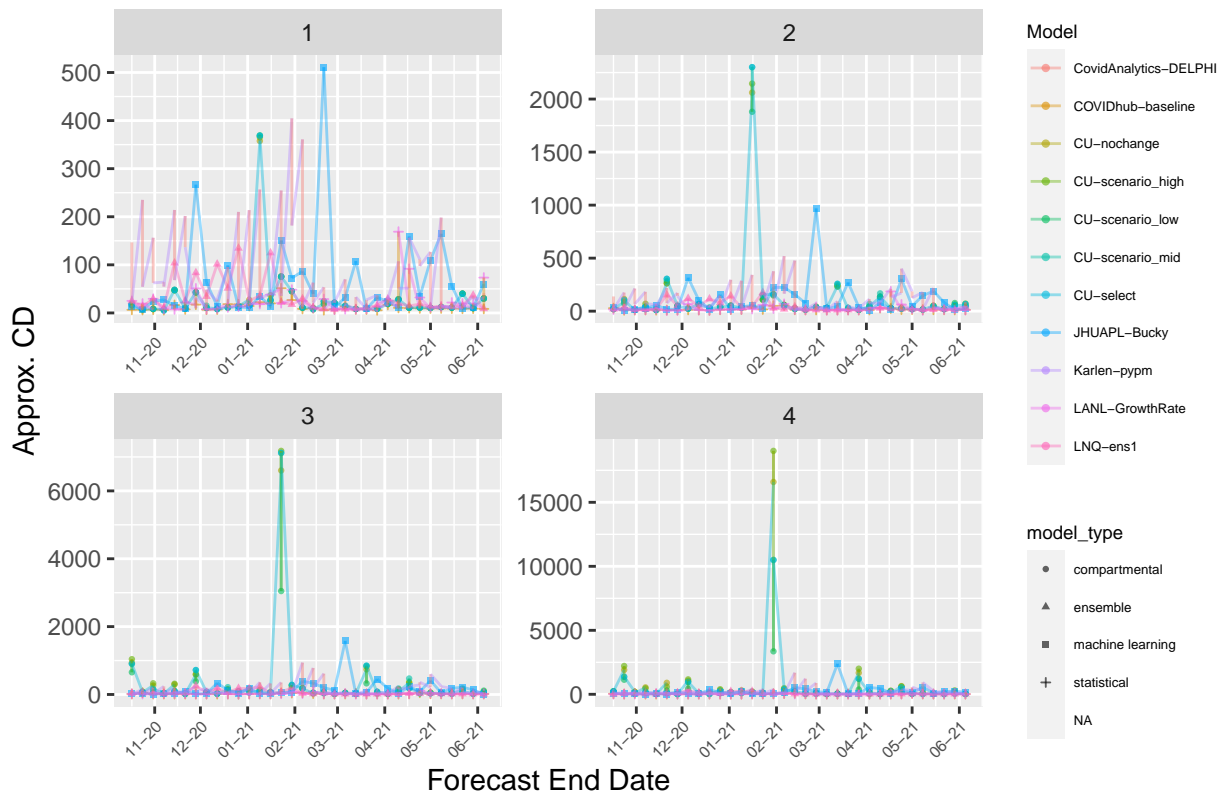 1
2
500
400
300
200
100
0
2000
1500
1000
500
0
11−20
12−20
01−21
02−21
03−21
04−21
05−21
06−21
11−20
12−20
01−21
02−21
03−21
04−21
05−21
06−21
3
4
6000
4000
2000
0
15000
10000
5000
0
11−20
12−20
01−21
02−21
03−21
04−21
05−21
06−21
11−20
12−20
01−21
02−21
03−21
04−21
05−21
06−21
Approx. CD
Forecast End Date
Model
CovidAnalytics−DELPHI
COVIDhub−baseline
CU−nochange
CU−scenario_high
CU−scenario_low
CU−scenario_mid
CU−select
JHUAPL−Bucky
Karlen−pypm
LANL−GrowthRate
LNQ−ens1
model_type
compartmental
ensemble
machine learning
statistical
NA